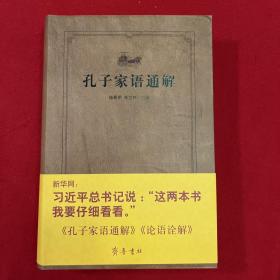 孔子家语通解
新华网：
习近平总书记说：“这两本书
我要仔细看看。”
《孔子家语通解》《论语诠解》
齐鲁书社